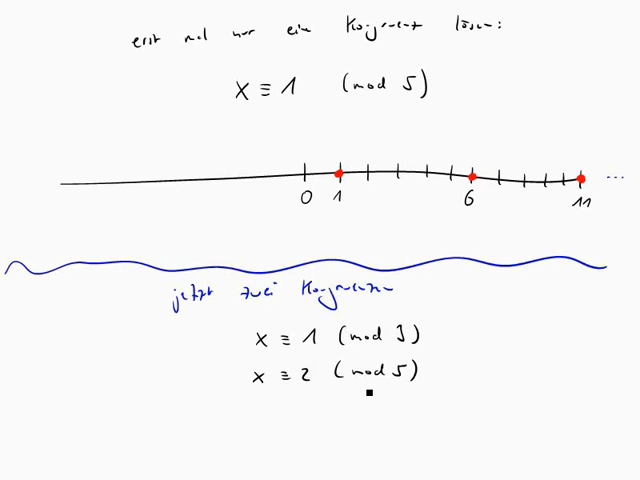 erst mal nur eine Kongruenz lösen:
x ≡ 1 (mod 5)
0 1 6 11 ...
jetzt zwei Kongruenzen
x ≡ 1 (mod 3)
x ≡ 2 (mod 5)